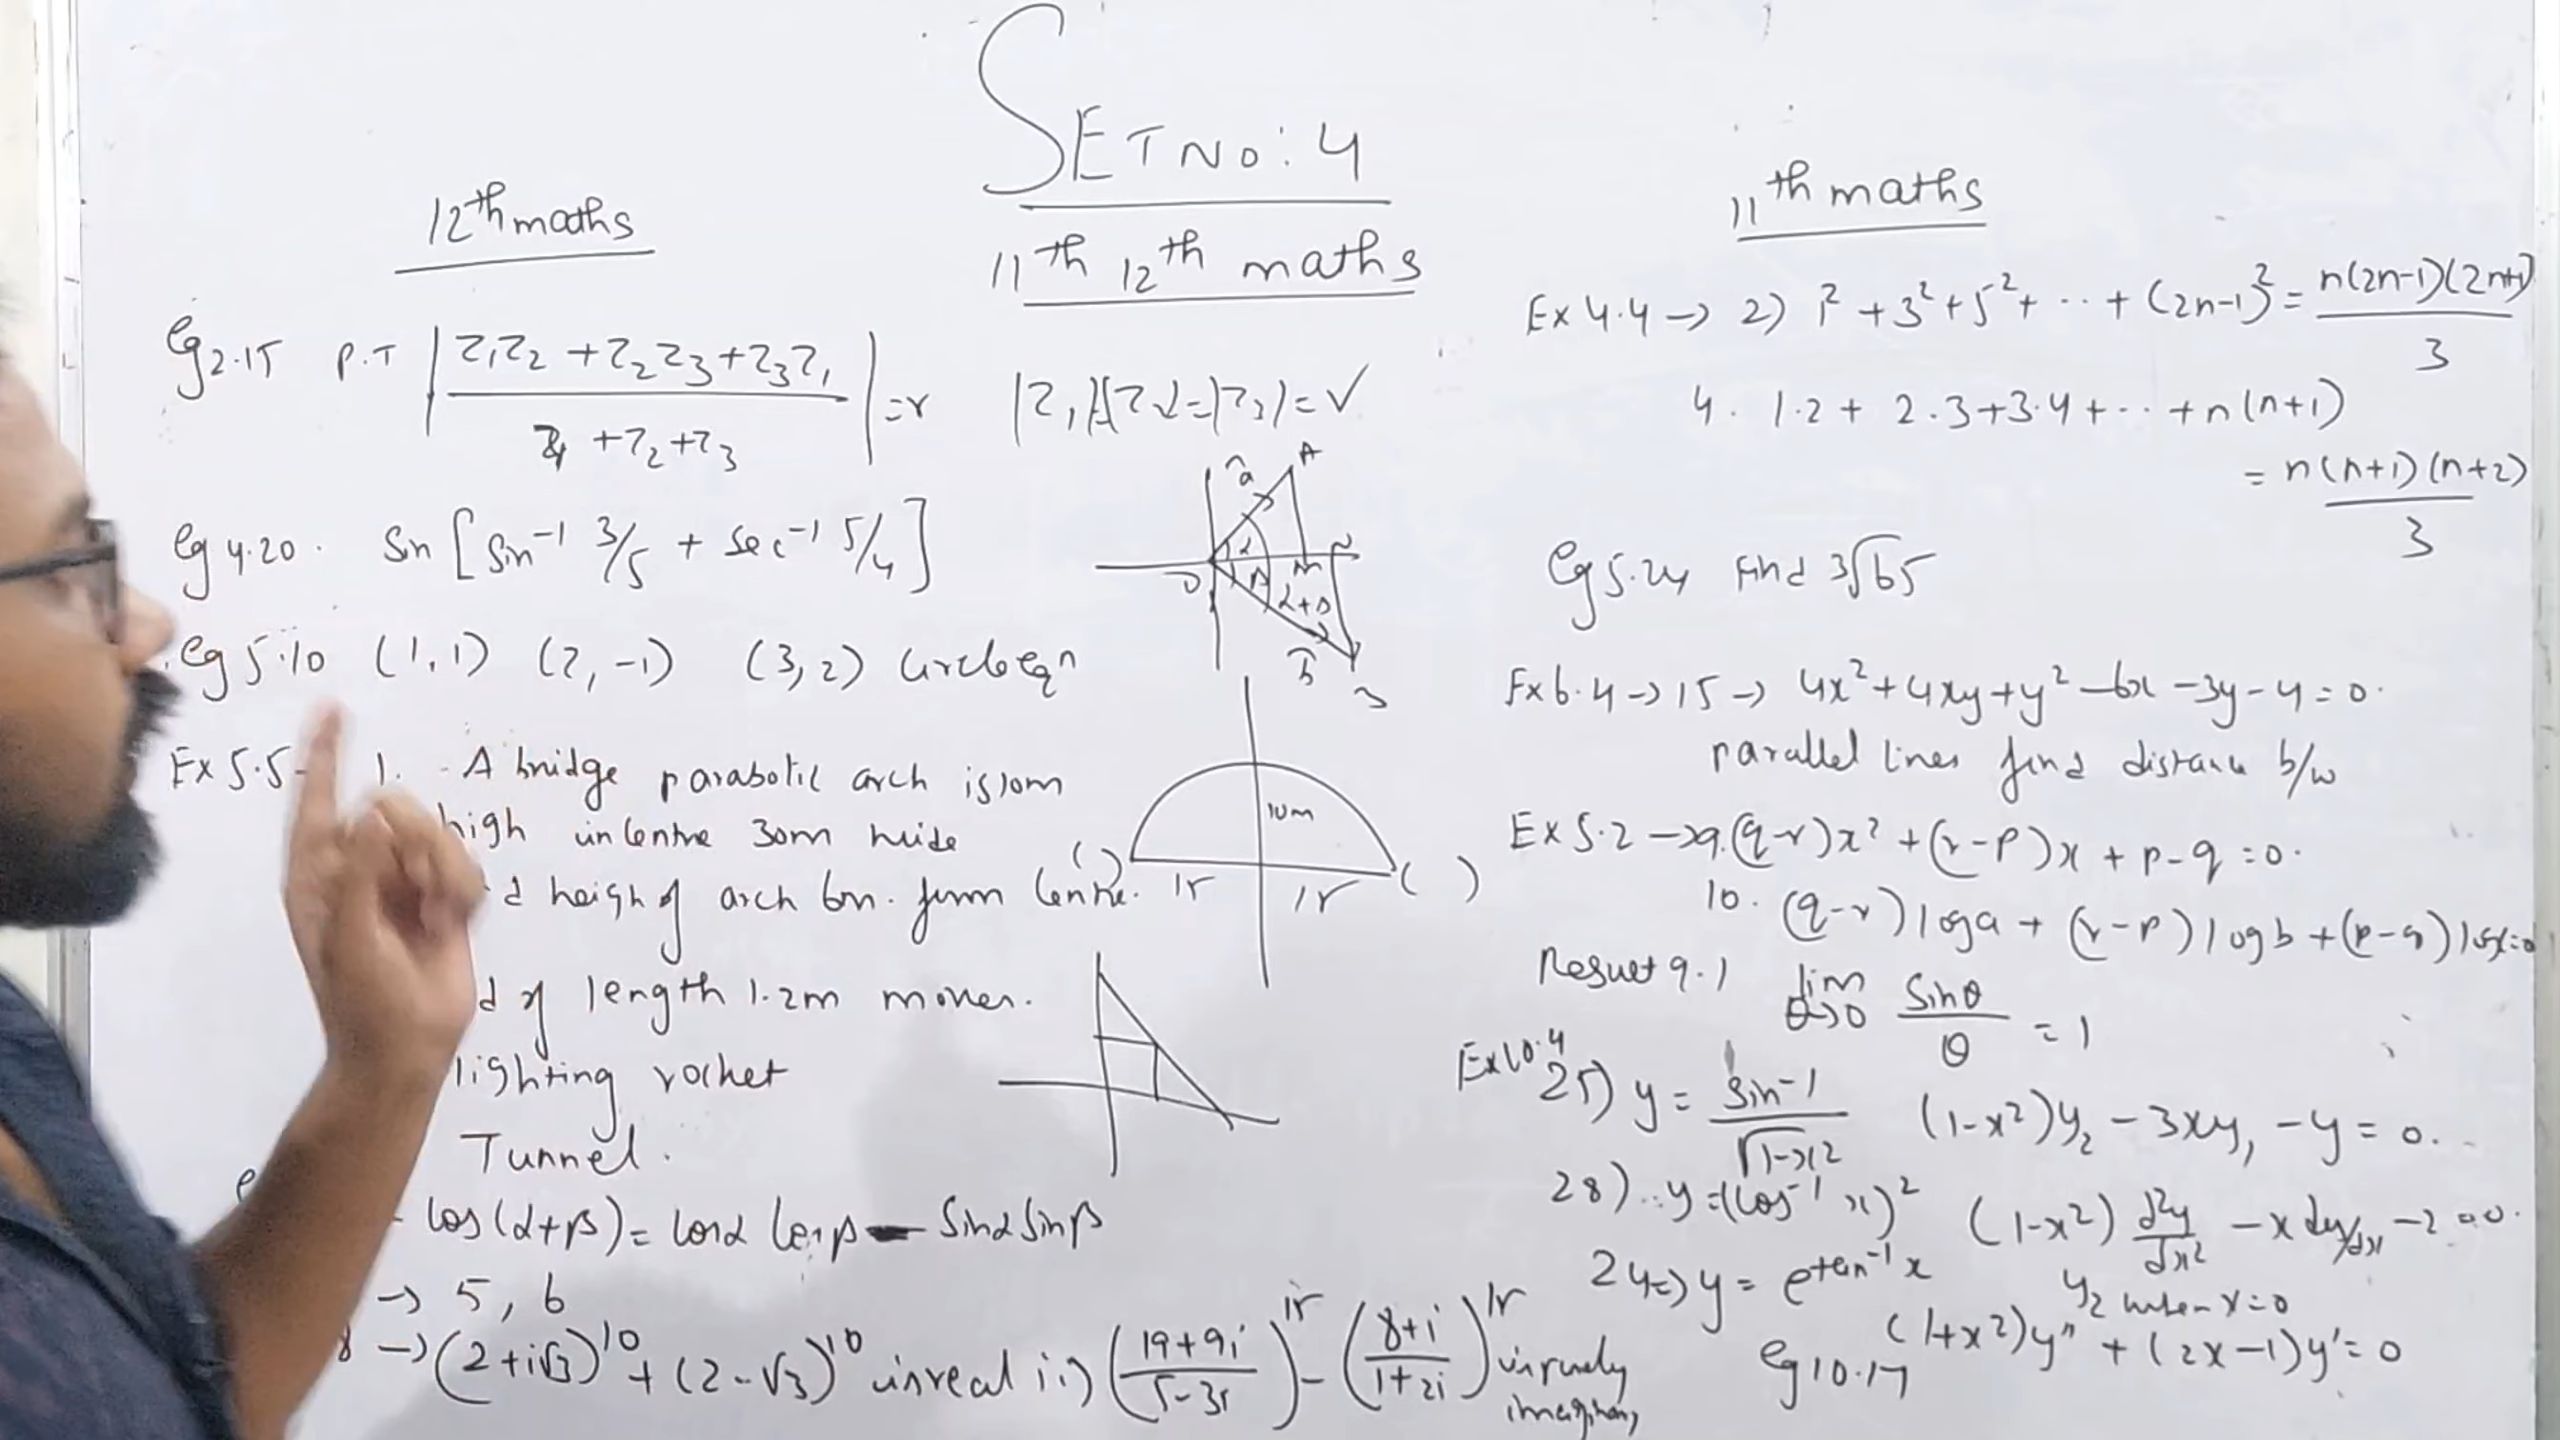 SET NO: 4
11th 12th maths
12th maths
eg 2.15 P.T | z₁z₂ + z₂z₃ + z₃z₁ / z₁ + z₂ + z₃ | = r |z₁|=|z₂|=|z₃|= ✓
eg 4.20. Sin [Sin⁻¹ 3/5 + Sec⁻¹ 5/4]
eg 5.10 (1,1) (2,-1) (3,2) circle eqn
Ex 5.5 - 1. A bridge parabolic arch is 10m
high in centre 30m wide
height of arch 6m. from centre.
of length 1.2m moves.
lighting rocket
Tunnel.
cos(α+β) = cosα cosβ - sinα sinβ
→ 5, 6
8 → (2+i√3)¹⁰ + (2-√3)¹⁰ is real ii) (19+9i / 5-3i)¹⁵ - (8+i / 1+2i)¹⁵ is purely
imaginary
a A
O α M N
β α+β
b B
10m
( ) 15 15 ( )
11th maths
Ex 4.4 → 2) 1² + 3² + 5² + ·· + (2n-1)² = n(2n-1)(2n+1) / 3
4. 1·2 + 2·3 + 3·4 + ·· + n(n+1)
= n(n+1)(n+2) / 3
eg 5.24 Find 3√65
Ex 6.4 → 15 → 4x² + 4xy + y² - 6x - 3y - 4 = 0.
parallel lines find distance b/w
Ex 5.2 → 9. (q-r)x² + (r-p)x + p-q = 0.
10. (q-r) log a + (r-p) log b + (p-q) log c = 0
Result 9.1 lim θ→0 Sinθ / θ = 1
Ex 10.4
25) y = Sin⁻¹ / √1-x² (1-x²)y₂ - 3xy₁ - y = 0.
28) y = (cos⁻¹ x)² (1-x²) d²y/dx² - x dy/dx - 2 = 0.
y₂ when x=0
24 ⇒ y = e^tan⁻¹ x (1+x²)y" + (2x-1)y' = 0
eg 10.17